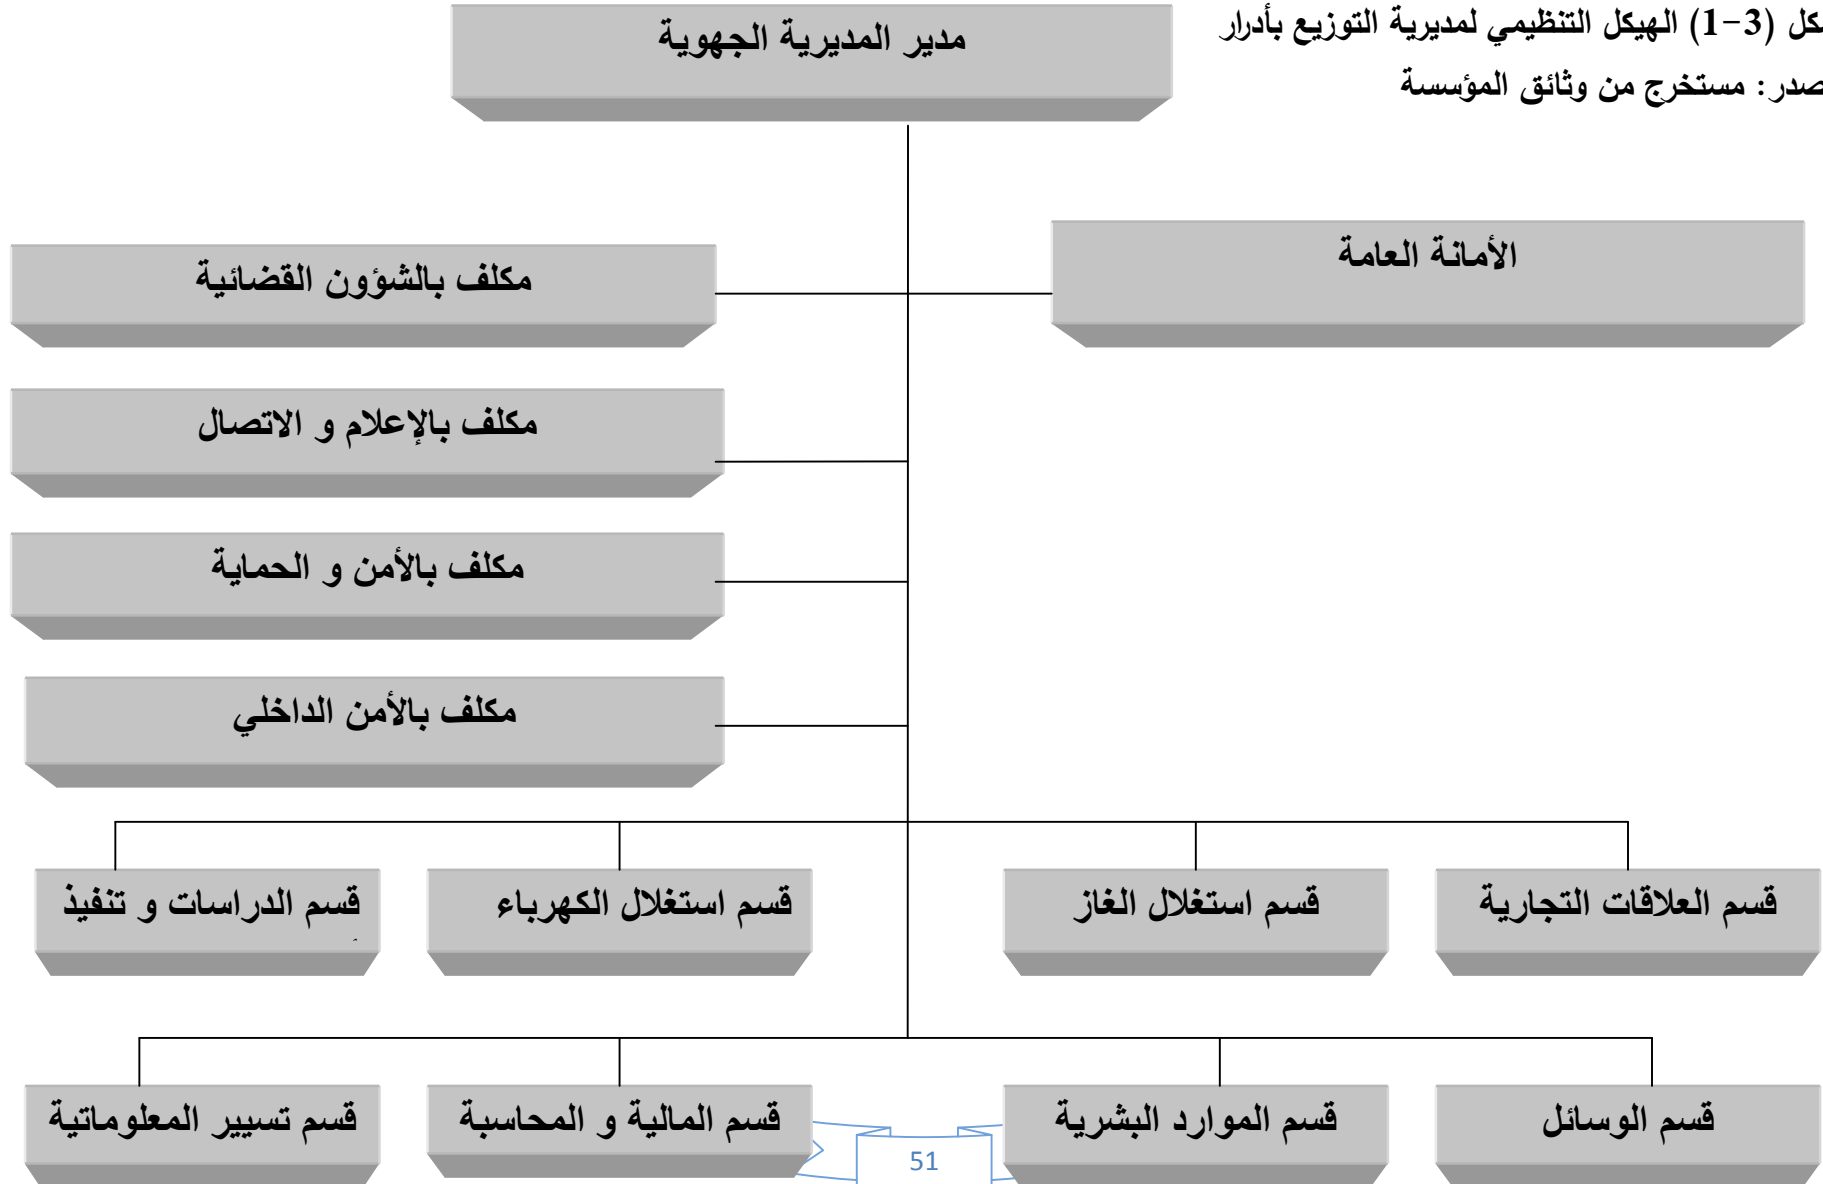 كل (3-1) الهيكل التنظيمي لمديرية التوزيع بأدرار
صدر: مستخرج من وثائق المؤسسة
مدير المديرية الجهوية
الأمانة العامة
مكلف بالشؤون القضائية
مكلف بالإعلام و الاتصال
مكلف بالأمن و الحماية
مكلف بالأمن الداخلي
قسم العلاقات التجارية
قسم استغلال الغاز
قسم استغلال الكهرباء
قسم الدراسات و تنفيذ
قسم الوسائل
قسم الموارد البشرية
قسم المالية و المحاسبة
قسم تسيير المعلوماتية
51